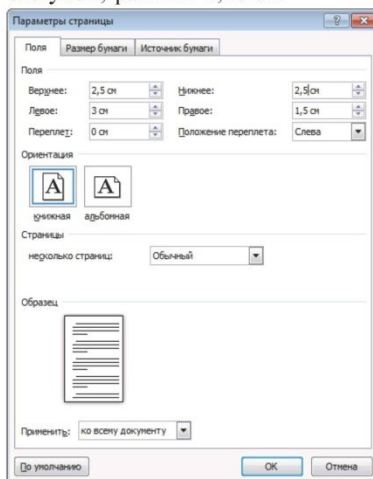 Параметры страницы
Поля Размер бумаги Источник бумаги
Поля
Верхнее: 2,5 см Нижнее: 2,5 см
Левое: 3 см Правое: 1,5 см
Переплет: 0 см Положение переплета: Слева
Ориентация
A A
книжная альбомная
Страницы
несколько страниц: Обычный
Образец
Применить: ко всему документу
По умолчанию OK Отмена